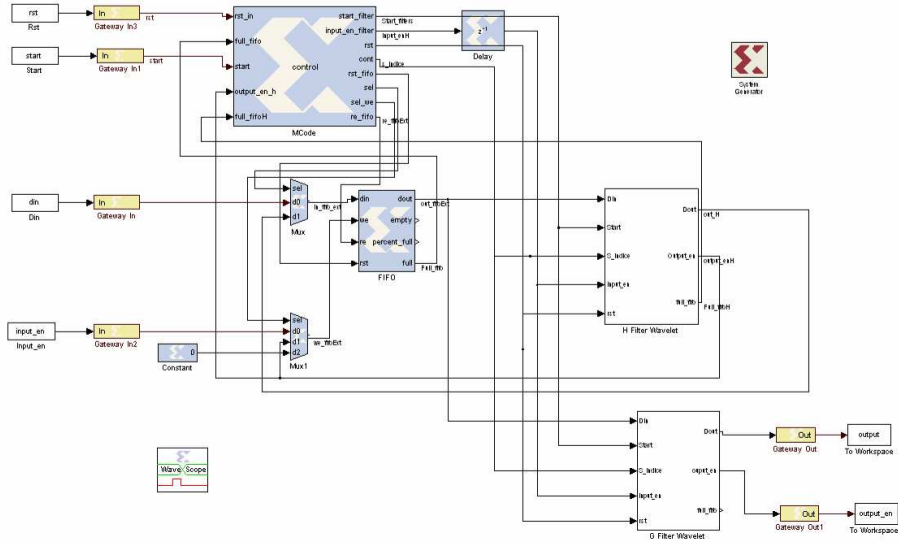 rst
Rst
In
Gateway In3
rst
start
Start
In
Gateway In1
start
rst_in
full_fifo
start
output_en_h
full_fifoH
control
start_filter
input_en_filter
rst
cont
rst_fifo
sel
sel_we
re_fifo
MCode
Start_filters
Input_enH
s_Indice
re_fifoExt
z⁻¹
Delay
System
Generator
din
Din
In
Gateway In
sel
d0
d1
Mux
In_fifo_ext
din
we
re
rst
dout
empty
percent_full
full
FIFO
out_fifoExt
Full_fifo
input_en
Input_en
In
Gateway In2
Constant
0
sel
d0
d1
d2
Mux1
we_fifoExt
Din
Start
S_Indice
Input_en
rst
Dout
Output_en
full_fifo
H Filter Wavelet
out_H
output_enH
Full_fifoH
Wave Scope
Din
Start
S_Indice
Input_en
rst
Dout
output_en
full_fifo
G Filter Wavelet
Out
Gateway Out
output
To Workspace
Out
Gateway Out1
output_en
To Workspace